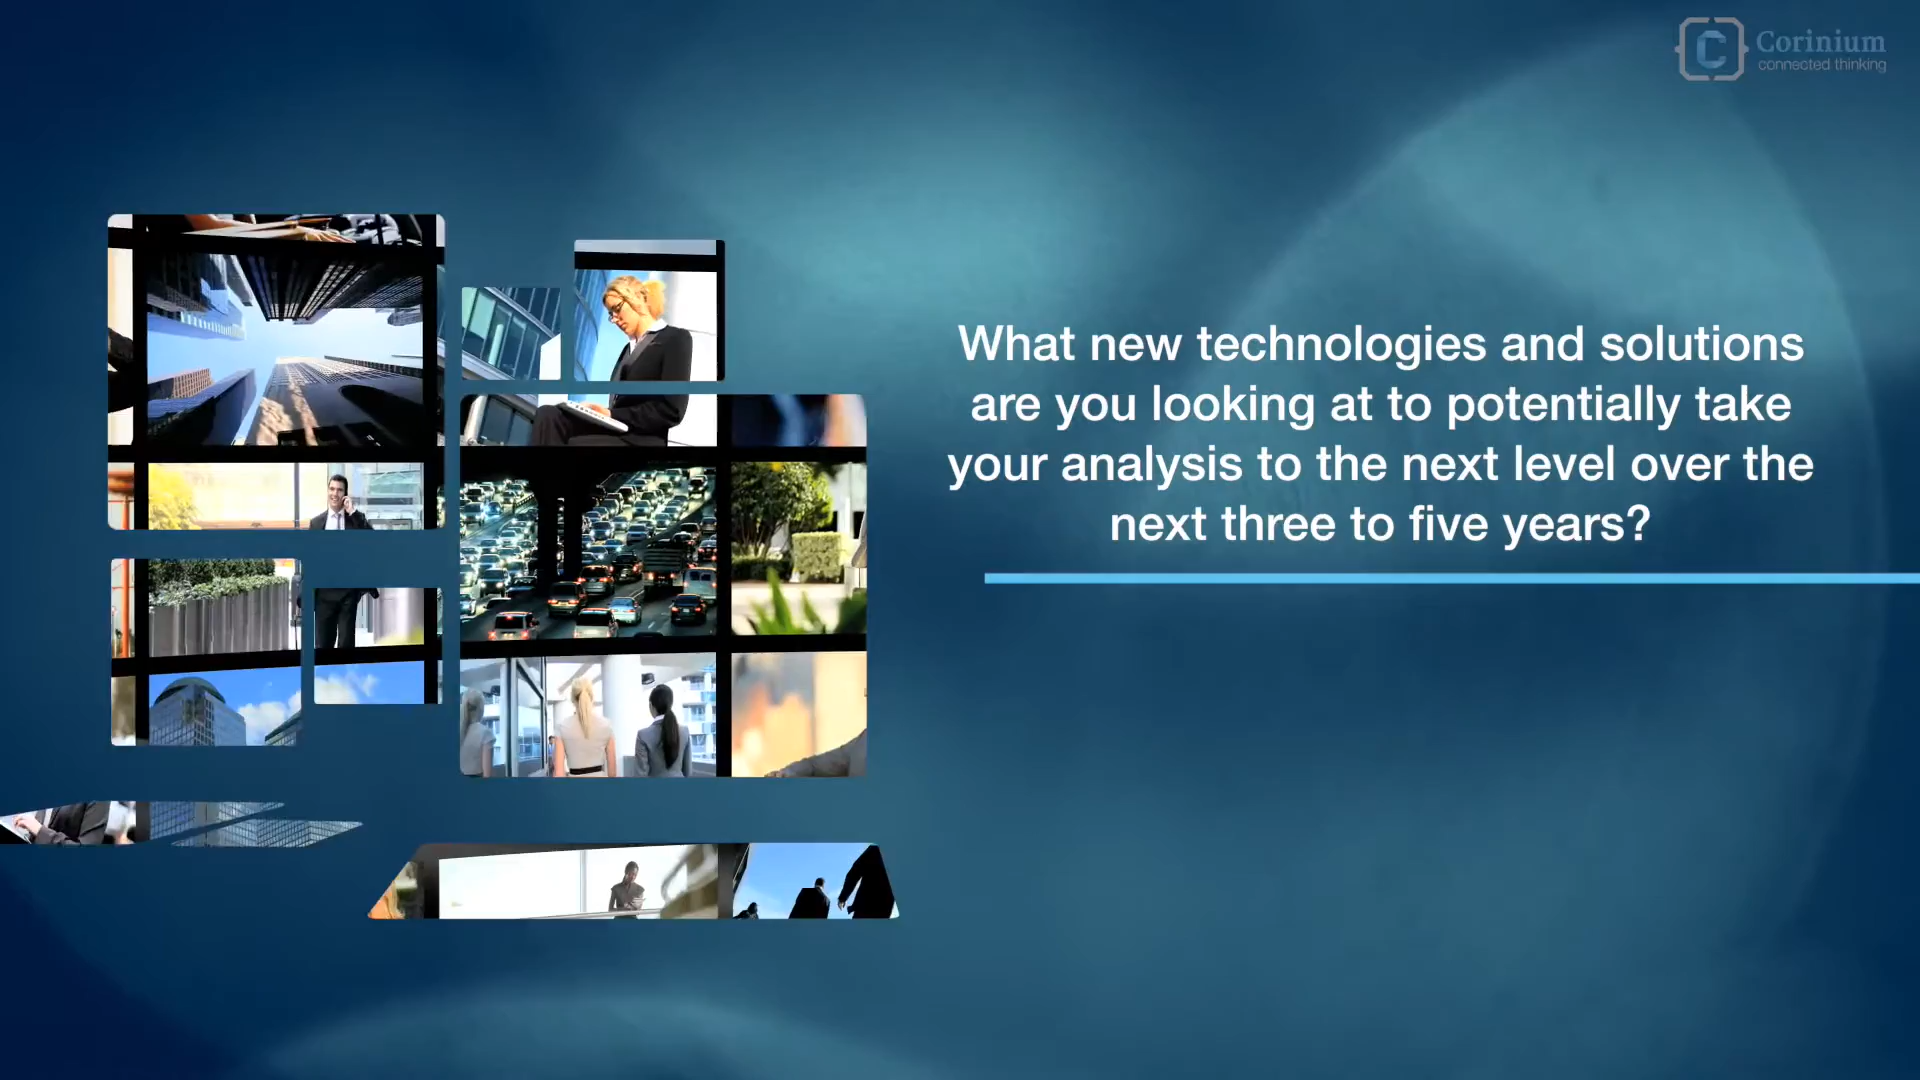 Corinium
connected thinking
What new technologies and solutions
are you looking at to potentially take
your analysis to the next level over the
next three to five years?